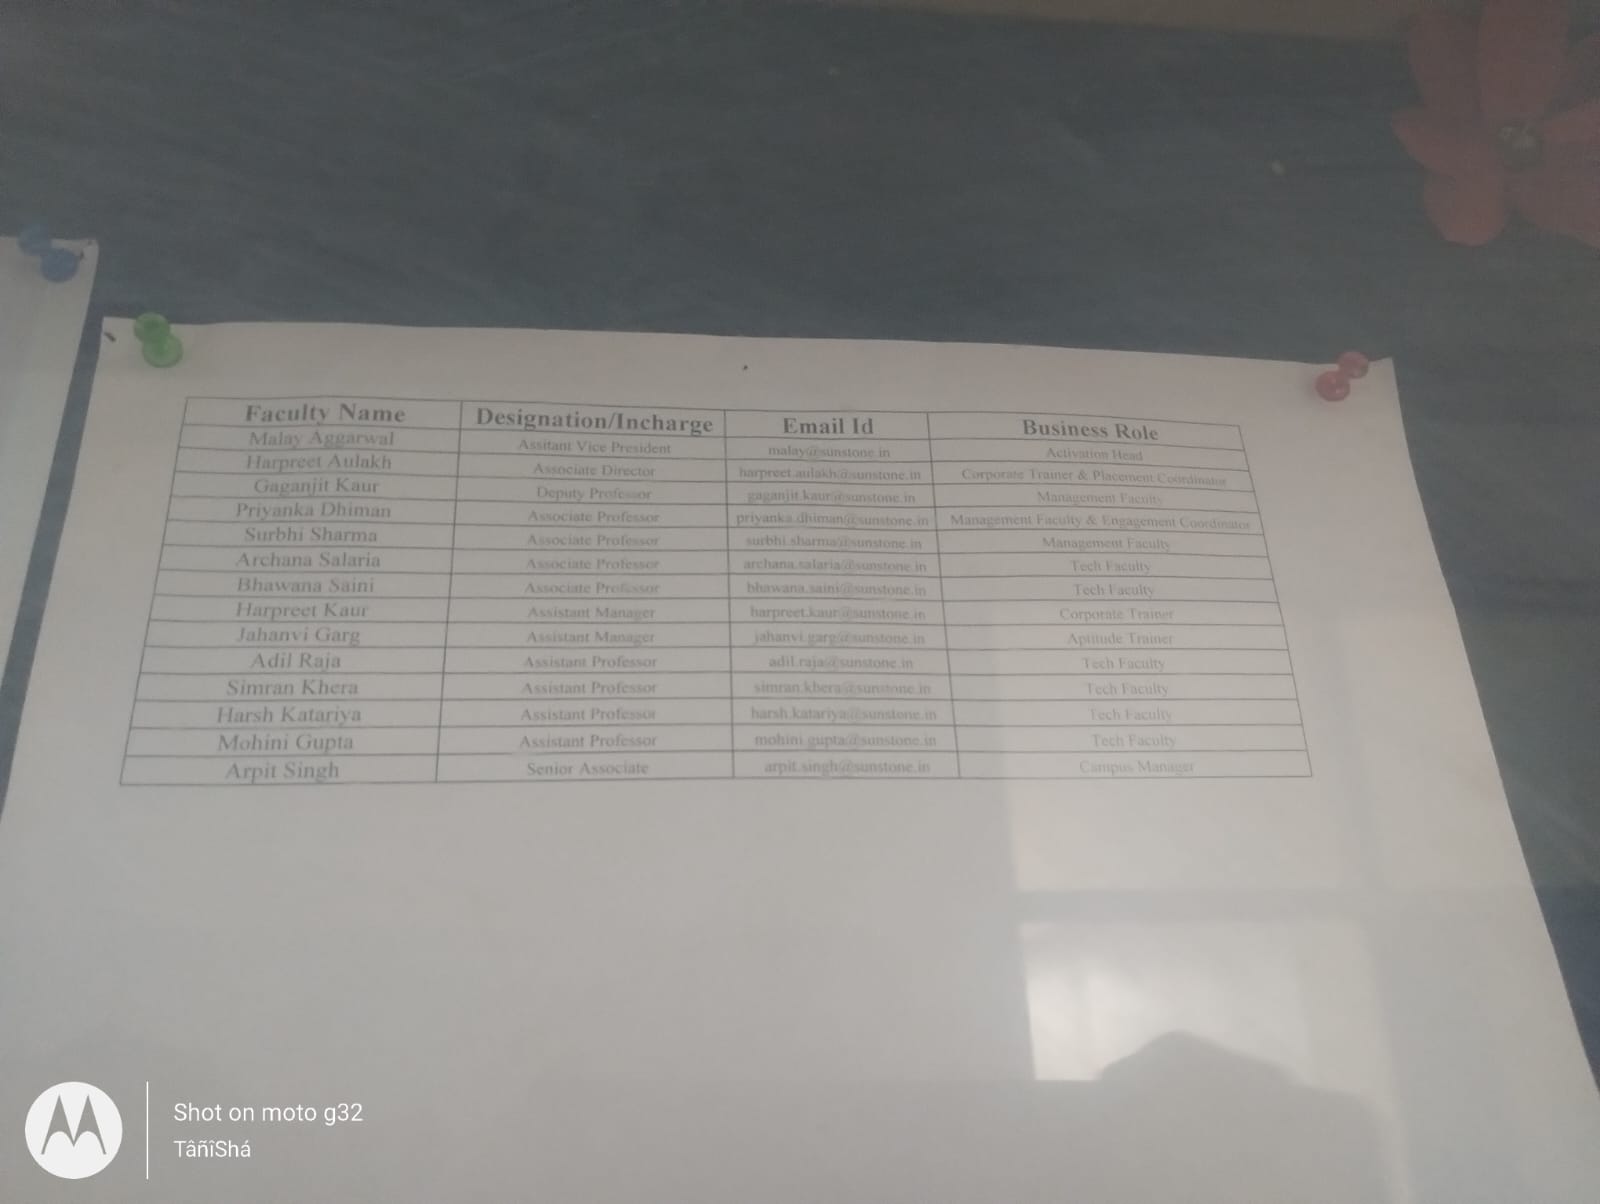 Faculty Name Designation/Incharge Email Id Business Role
Malay Aggarwal Assitant Vice President malay@sunstone.in Activation Head
Harpreet Aulakh Associate Director harpreet.aulakh@sunstone.in Corporate Trainer & Placement Coordinator
Gaganjit Kaur Deputy Professor gaganjit.kaur@sunstone.in Management Faculty
Priyanka Dhiman Associate Professor priyanka.dhiman@sunstone.in Management Faculty & Engagement Coordinator
Surbhi Sharma Associate Professor surbhi.sharma@sunstone.in Management Faculty
Archana Salaria Associate Professor archana.salaria@sunstone.in Tech Faculty
Bhawana Saini Associate Professor bhawana.saini@sunstone.in Tech Faculty
Harpreet Kaur Assistant Manager harpreet.kaur@sunstone.in Corporate Trainer
Jahanvi Garg Assistant Manager jahanvi.garg@sunstone.in Aptitude Trainer
Adil Raja Assistant Professor adil.raja@sunstone.in Tech Faculty
Simran Khera Assistant Professor simran.khera@sunstone.in Tech Faculty
Harsh Katariya Assistant Professor harsh.katariya@sunstone.in Tech Faculty
Mohini Gupta Assistant Professor mohini.gupta@sunstone.in Tech Faculty
Arpit Singh Senior Associate arpit.singh@sunstone.in Campus Manager
Shot on moto g32
TâñîShá